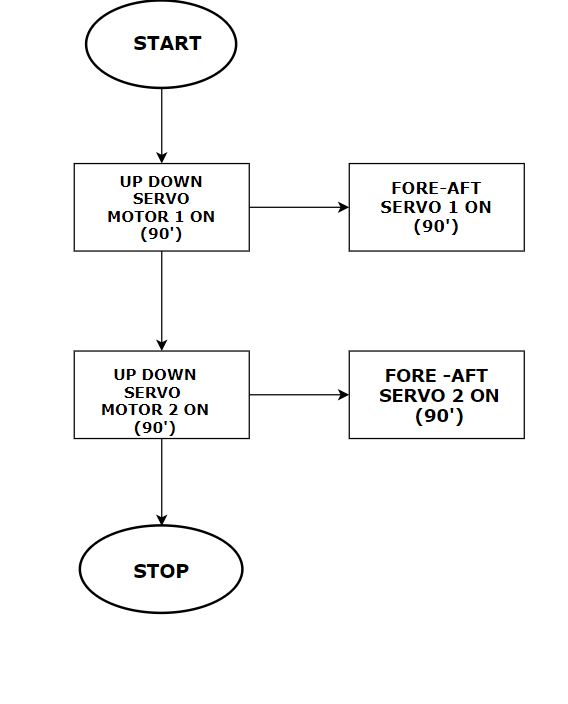 START
UP DOWN
SERVO
MOTOR 1 ON
(90')
FORE-AFT
SERVO 1 ON
(90')
UP DOWN
SERVO
MOTOR 2 ON
(90')
FORE -AFT
SERVO 2 ON
(90')
STOP